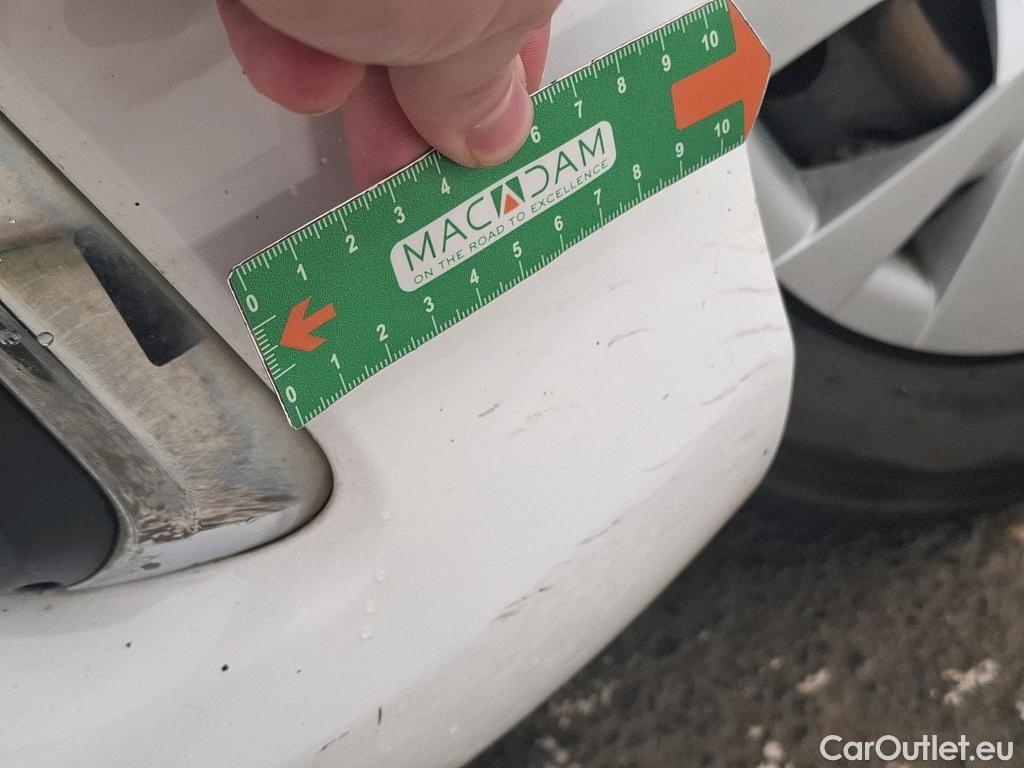 0 1 2 3 4 6 7 8 9 10
MACADAM
ON THE ROAD TO EXCELLENCE
0 1 2 3 4 5 6 7 8 9 10
CarOutlet.eu